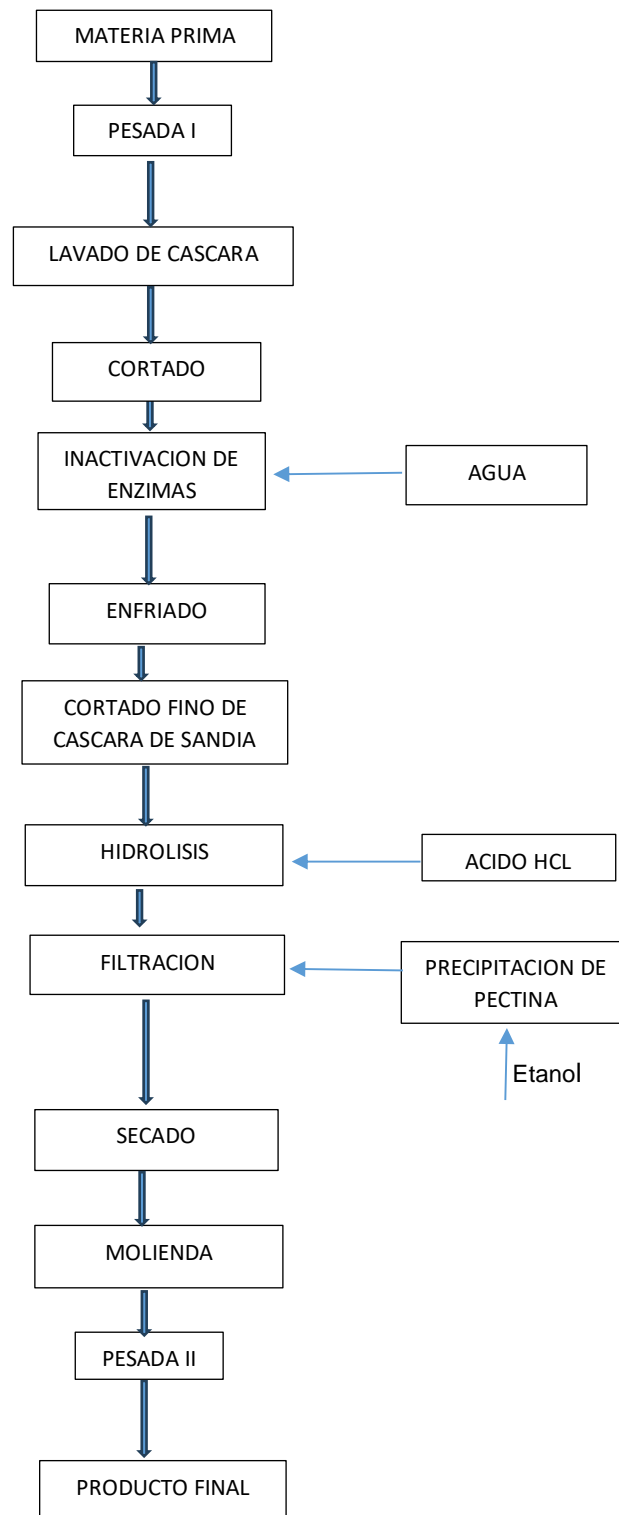 MATERIA PRIMA
PESADA I
LAVADO DE CASCARA
CORTADO
INACTIVACION DE
ENZIMAS
AGUA
ENFRIADO
CORTADO FINO DE
CASCARA DE SANDIA
HIDROLISIS
ACIDO HCL
FILTRACION
PRECIPITACION DE
PECTINA
Etanol
SECADO
MOLIENDA
PESADA II
PRODUCTO FINAL